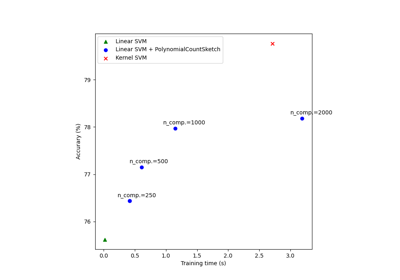 Linear SVM
Linear SVM + PolynomialCountSketch
Kernel SVM
n_comp.=2000
n_comp.=1000
n_comp.=500
n_comp.=250
79
78
77
76
Accurary (%)
0.0 0.5 1.0 1.5 2.0 2.5 3.0
Training time (s)